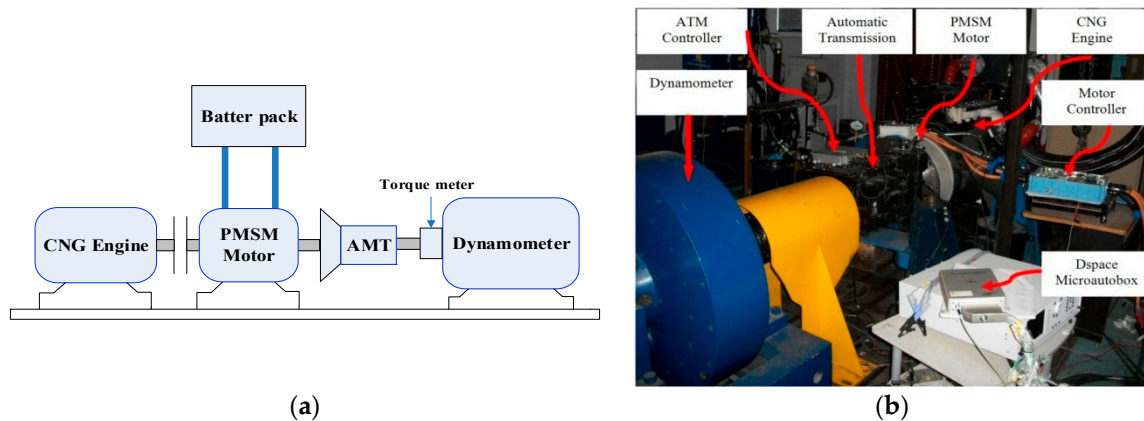 Batter pack
Torque meter
CNG Engine
PMSM
Motor
AMT
Dynamometer
(a)
ATM
Controller
Automatic
Transmission
PMSM
Motor
CNG
Engine
Dynamometer
Motor
Controller
Dspace
Microautobox
(b)